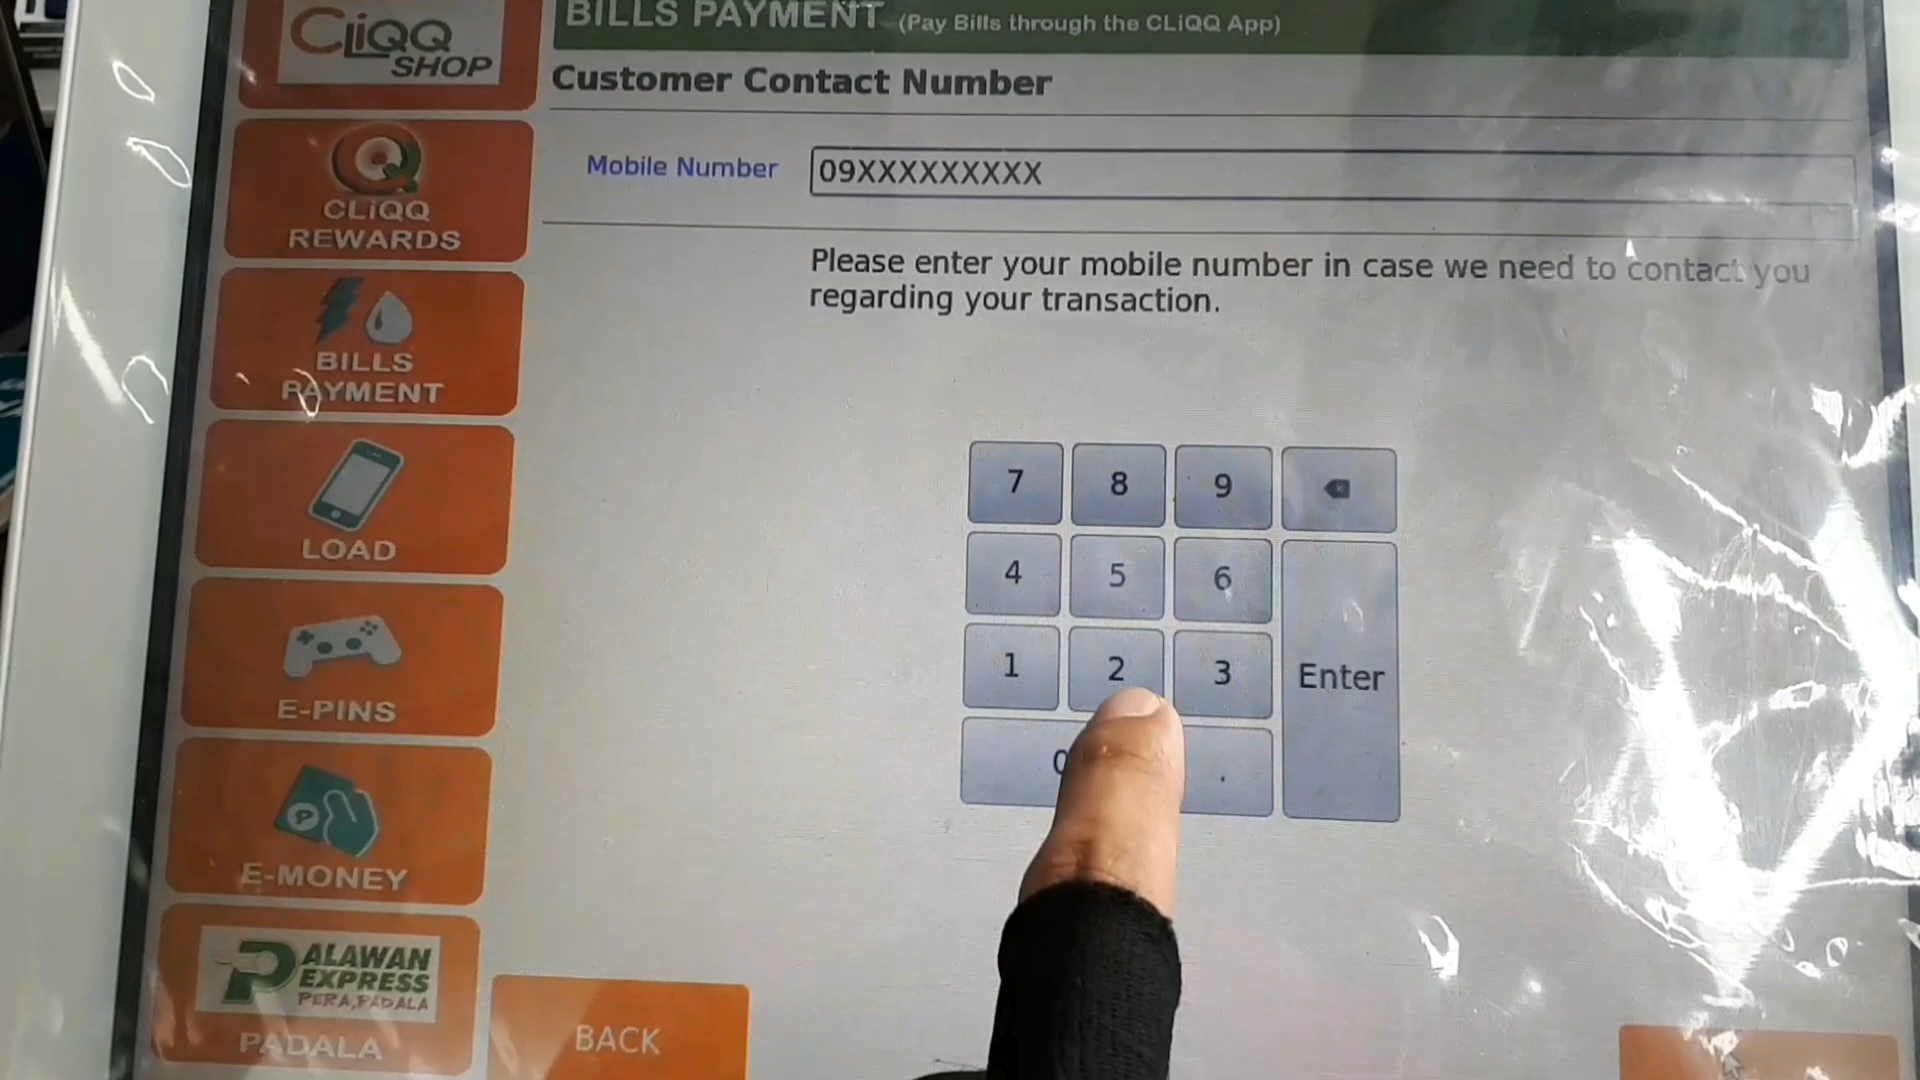 CLiQQ
SHOP
CLiQQ
REWARDS
BILLS
PAYMENT
LOAD
E-PINS
P
E-MONEY
PALAWAN
EXPRESS
PERA PADALA
PADALA
BILLS PAYMENT (Pay Bills through the CLiQQ App)
Customer Contact Number
Mobile Number 09XXXXXXXXX
Please enter your mobile number in case we need to contact you
regarding your transaction.
7 8 9
4 5 6
1 2 3 Enter
0 .
BACK